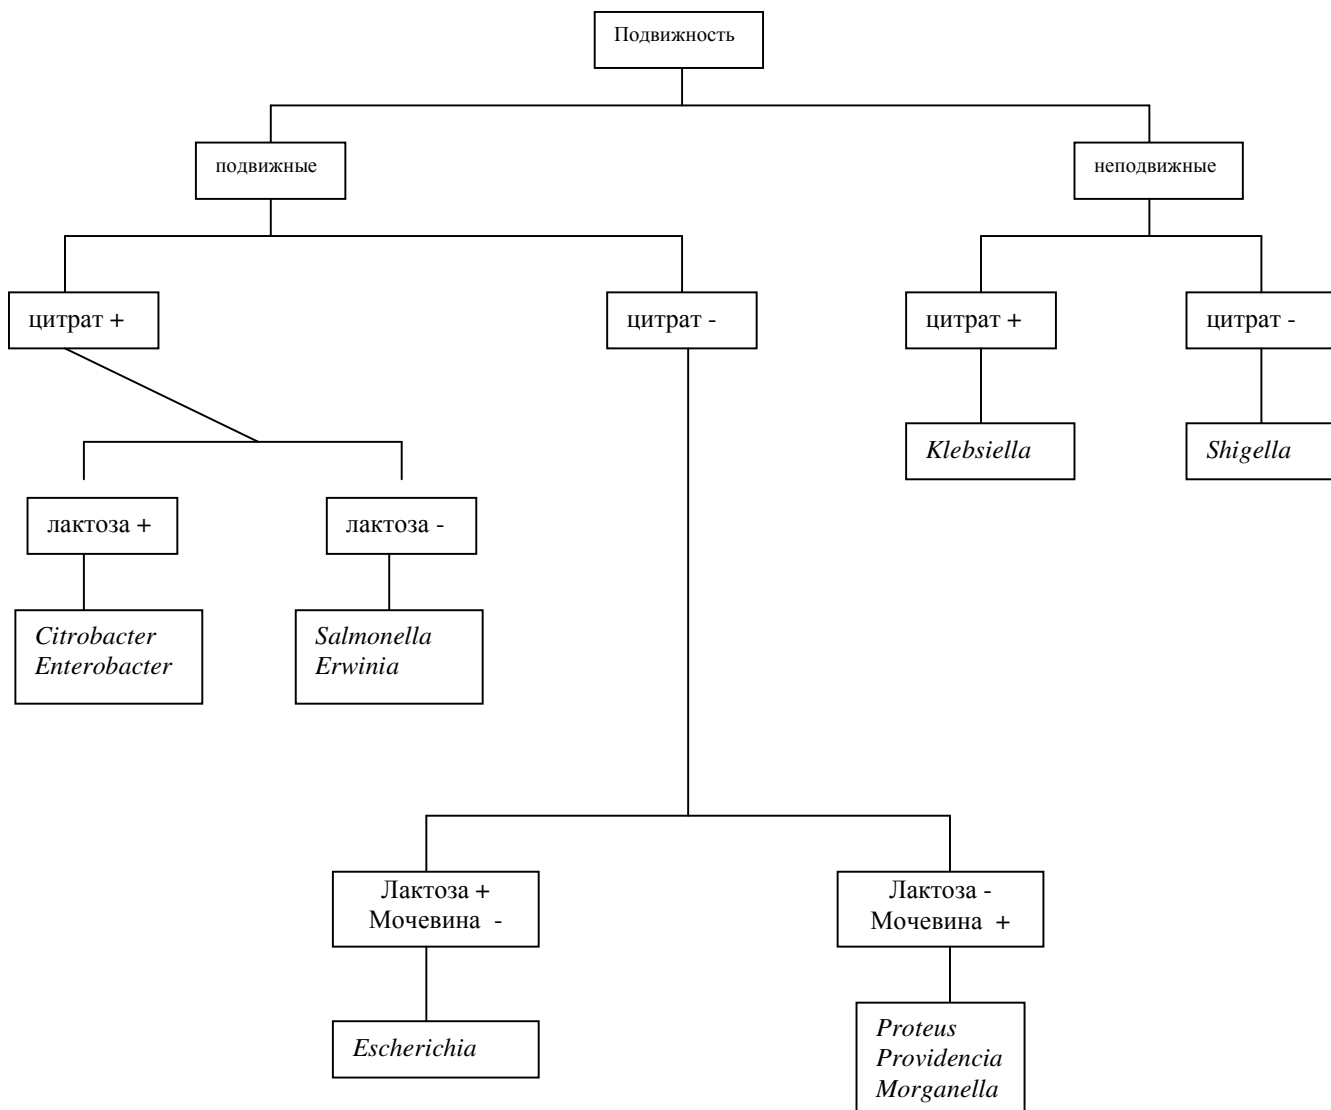 Подвижность
подвижные
неподвижные
цитрат +
цитрат -
цитрат +
цитрат -
Klebsiella
Shigella
лактоза +
лактоза -
Citrobacter
Enterobacter
Salmonella
Erwinia
Лактоза +
Мочевина -
Лактоза -
Мочевина +
Escherichia
Proteus
Providencia
Morganella